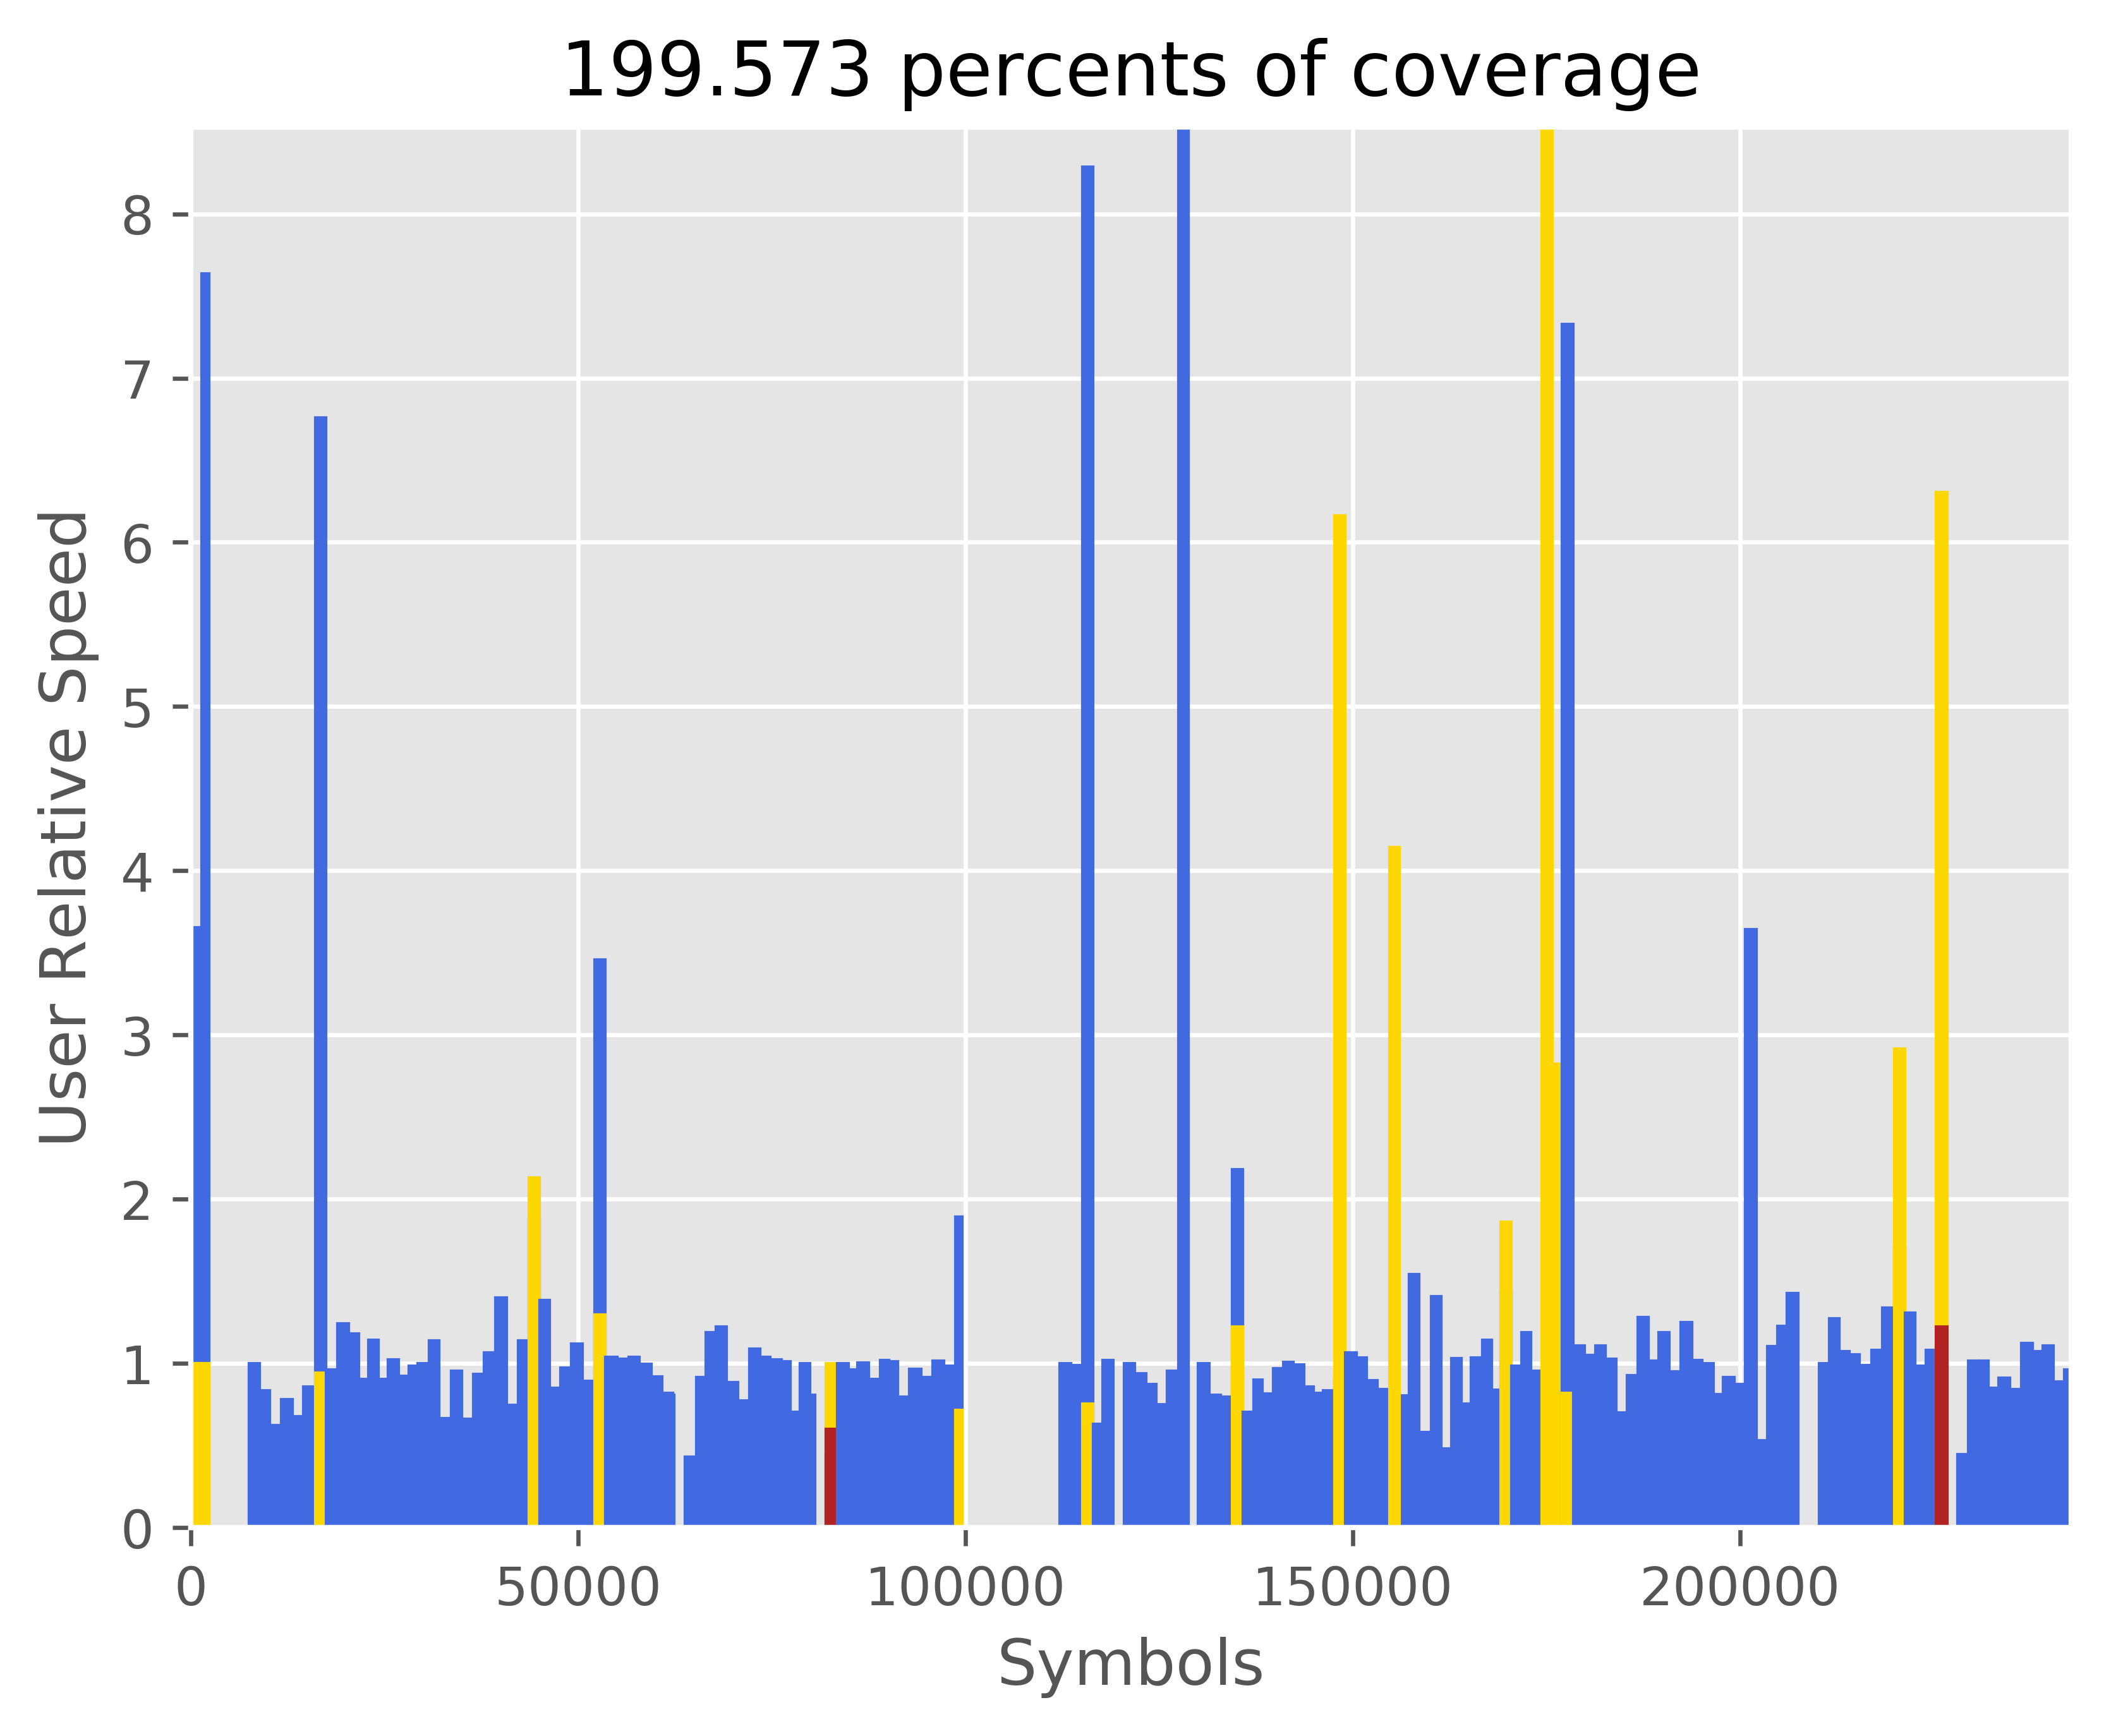 199.573 percents of coverage
8
7
6
5
4
3
2
1
0
User Relative Speed
0 50000 100000 150000 200000
Symbols